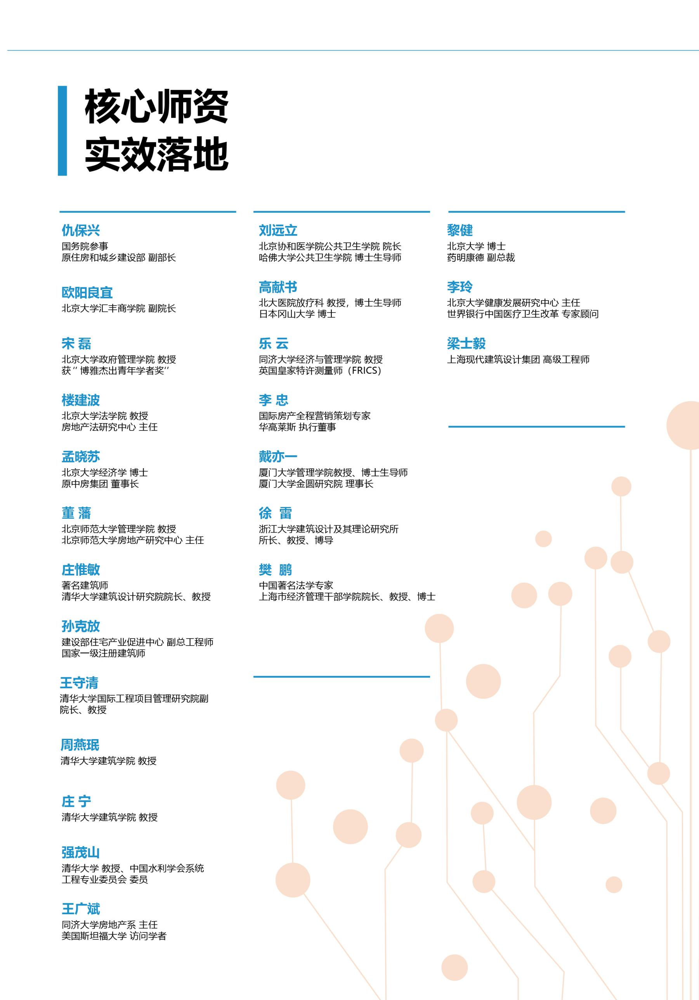 核心师资
实效落地
仇保兴
国务院参事
原住房和城乡建设部 副部长
欧阳良宜
北京大学汇丰商学院 副院长
宋 磊
北京大学政府管理学院 教授
获 ‘’ 博雅杰出青年学者奖‘’
楼建波
北京大学法学院 教授
房地产法研究中心 主任
孟晓苏
北京大学经济学 博士
原中房集团 董事长
董 藩
北京师范大学管理学院 教授
北京师范大学房地产研究中心 主任
庄惟敏
著名建筑师
清华大学建筑设计研究院院长、教授
孙克放
建设部住宅产业促进中心 副总工程师
国家一级注册建筑师
王守清
清华大学国际工程项目管理研究院副
院长、教授
周燕珉
清华大学建筑学院 教授
庄 宁
清华大学建筑学院 教授
强茂山
清华大学 教授、中国水利学会系统
工程专业委员会 委员
王广斌
同济大学房地产系 主任
美国斯坦福大学 访问学者
刘远立
北京协和医学院公共卫生学院 院长
哈佛大学公共卫生学院 博士生导师
高献书
北大医院放疗科 教授，博士生导师
日本冈山大学 博士
乐 云
同济大学经济与管理学院 教授
英国皇家特许测量师（FRICS）
李 忠
国际房产全程营销策划专家
华高莱斯 执行董事
戴亦一
厦门大学管理学院教授、博士生导师
厦门大学金圆研究院 理事长
徐 雷
浙江大学建筑设计及其理论研究所
所长、教授、博导
樊 鹏
中国著名法学专家
上海市经济管理干部学院院长、教授、博士
黎健
北京大学 博士
药明康德 副总裁
李玲
北京大学健康发展研究中心 主任
世界银行中国医疗卫生改革 专家顾问
梁士毅
上海现代建筑设计集团 高级工程师